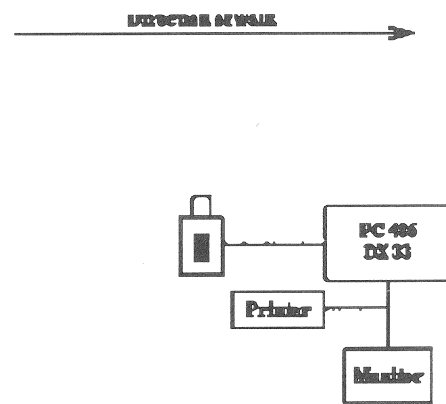 DIRECTION OF WALK
PC 486
DX 33
Printer
Monitor